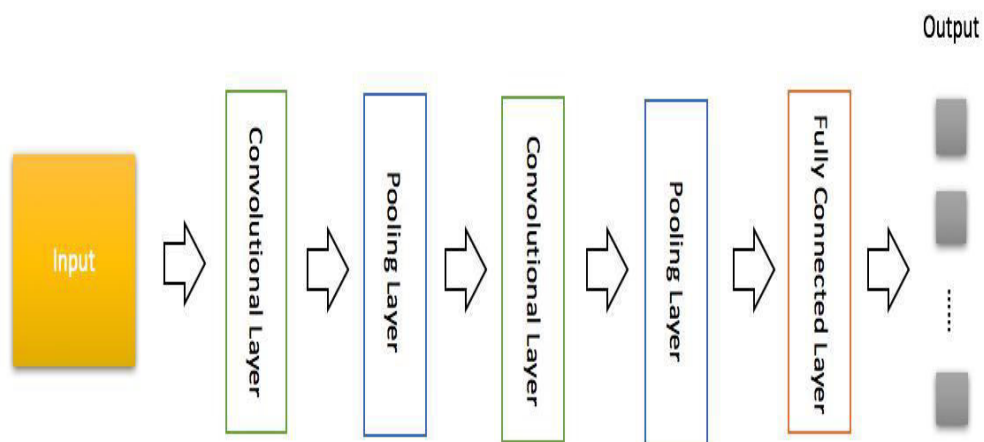 Output
Input
Convolutional Layer
Pooling Layer
Convolutional Layer
Pooling Layer
Fully Connected Layer
......